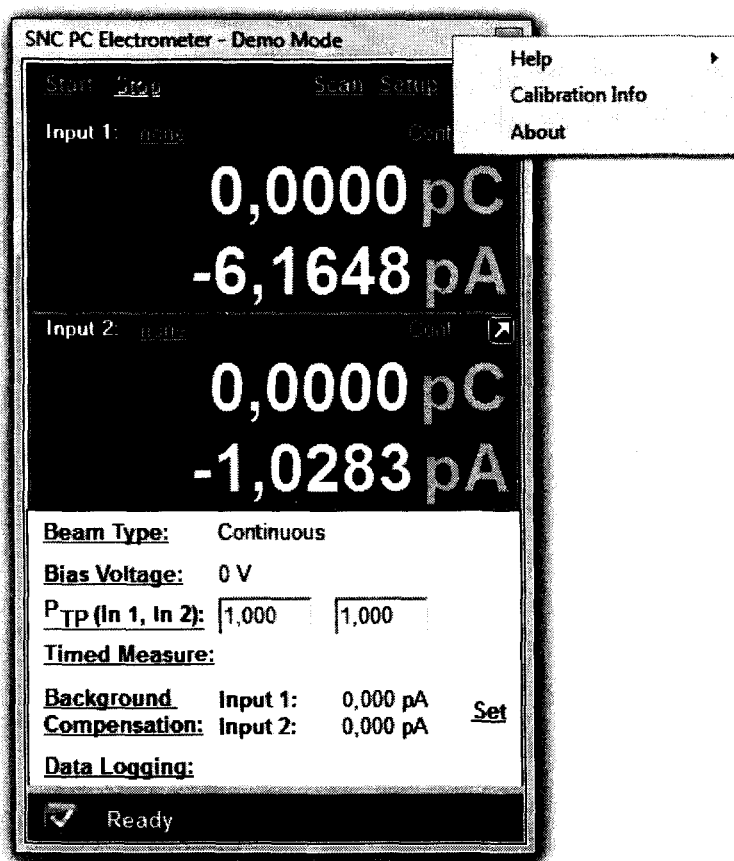 SNC PC Electrometer - Demo Mode
Help
Calibration Info
About
Start Stop Scan Setup
Input 1: none Cont
0,0000 pC
-6,1648 pA
Input 2: none Cont
0,0000 pC
-1,0283 pA
Beam Type: Continuous
Bias Voltage: 0 V
PTP (In 1, In 2): 1,000 1,000
Timed Measure:
Background Input 1: 0,000 pA
Compensation: Input 2: 0,000 pA Set
Data Logging:
Ready